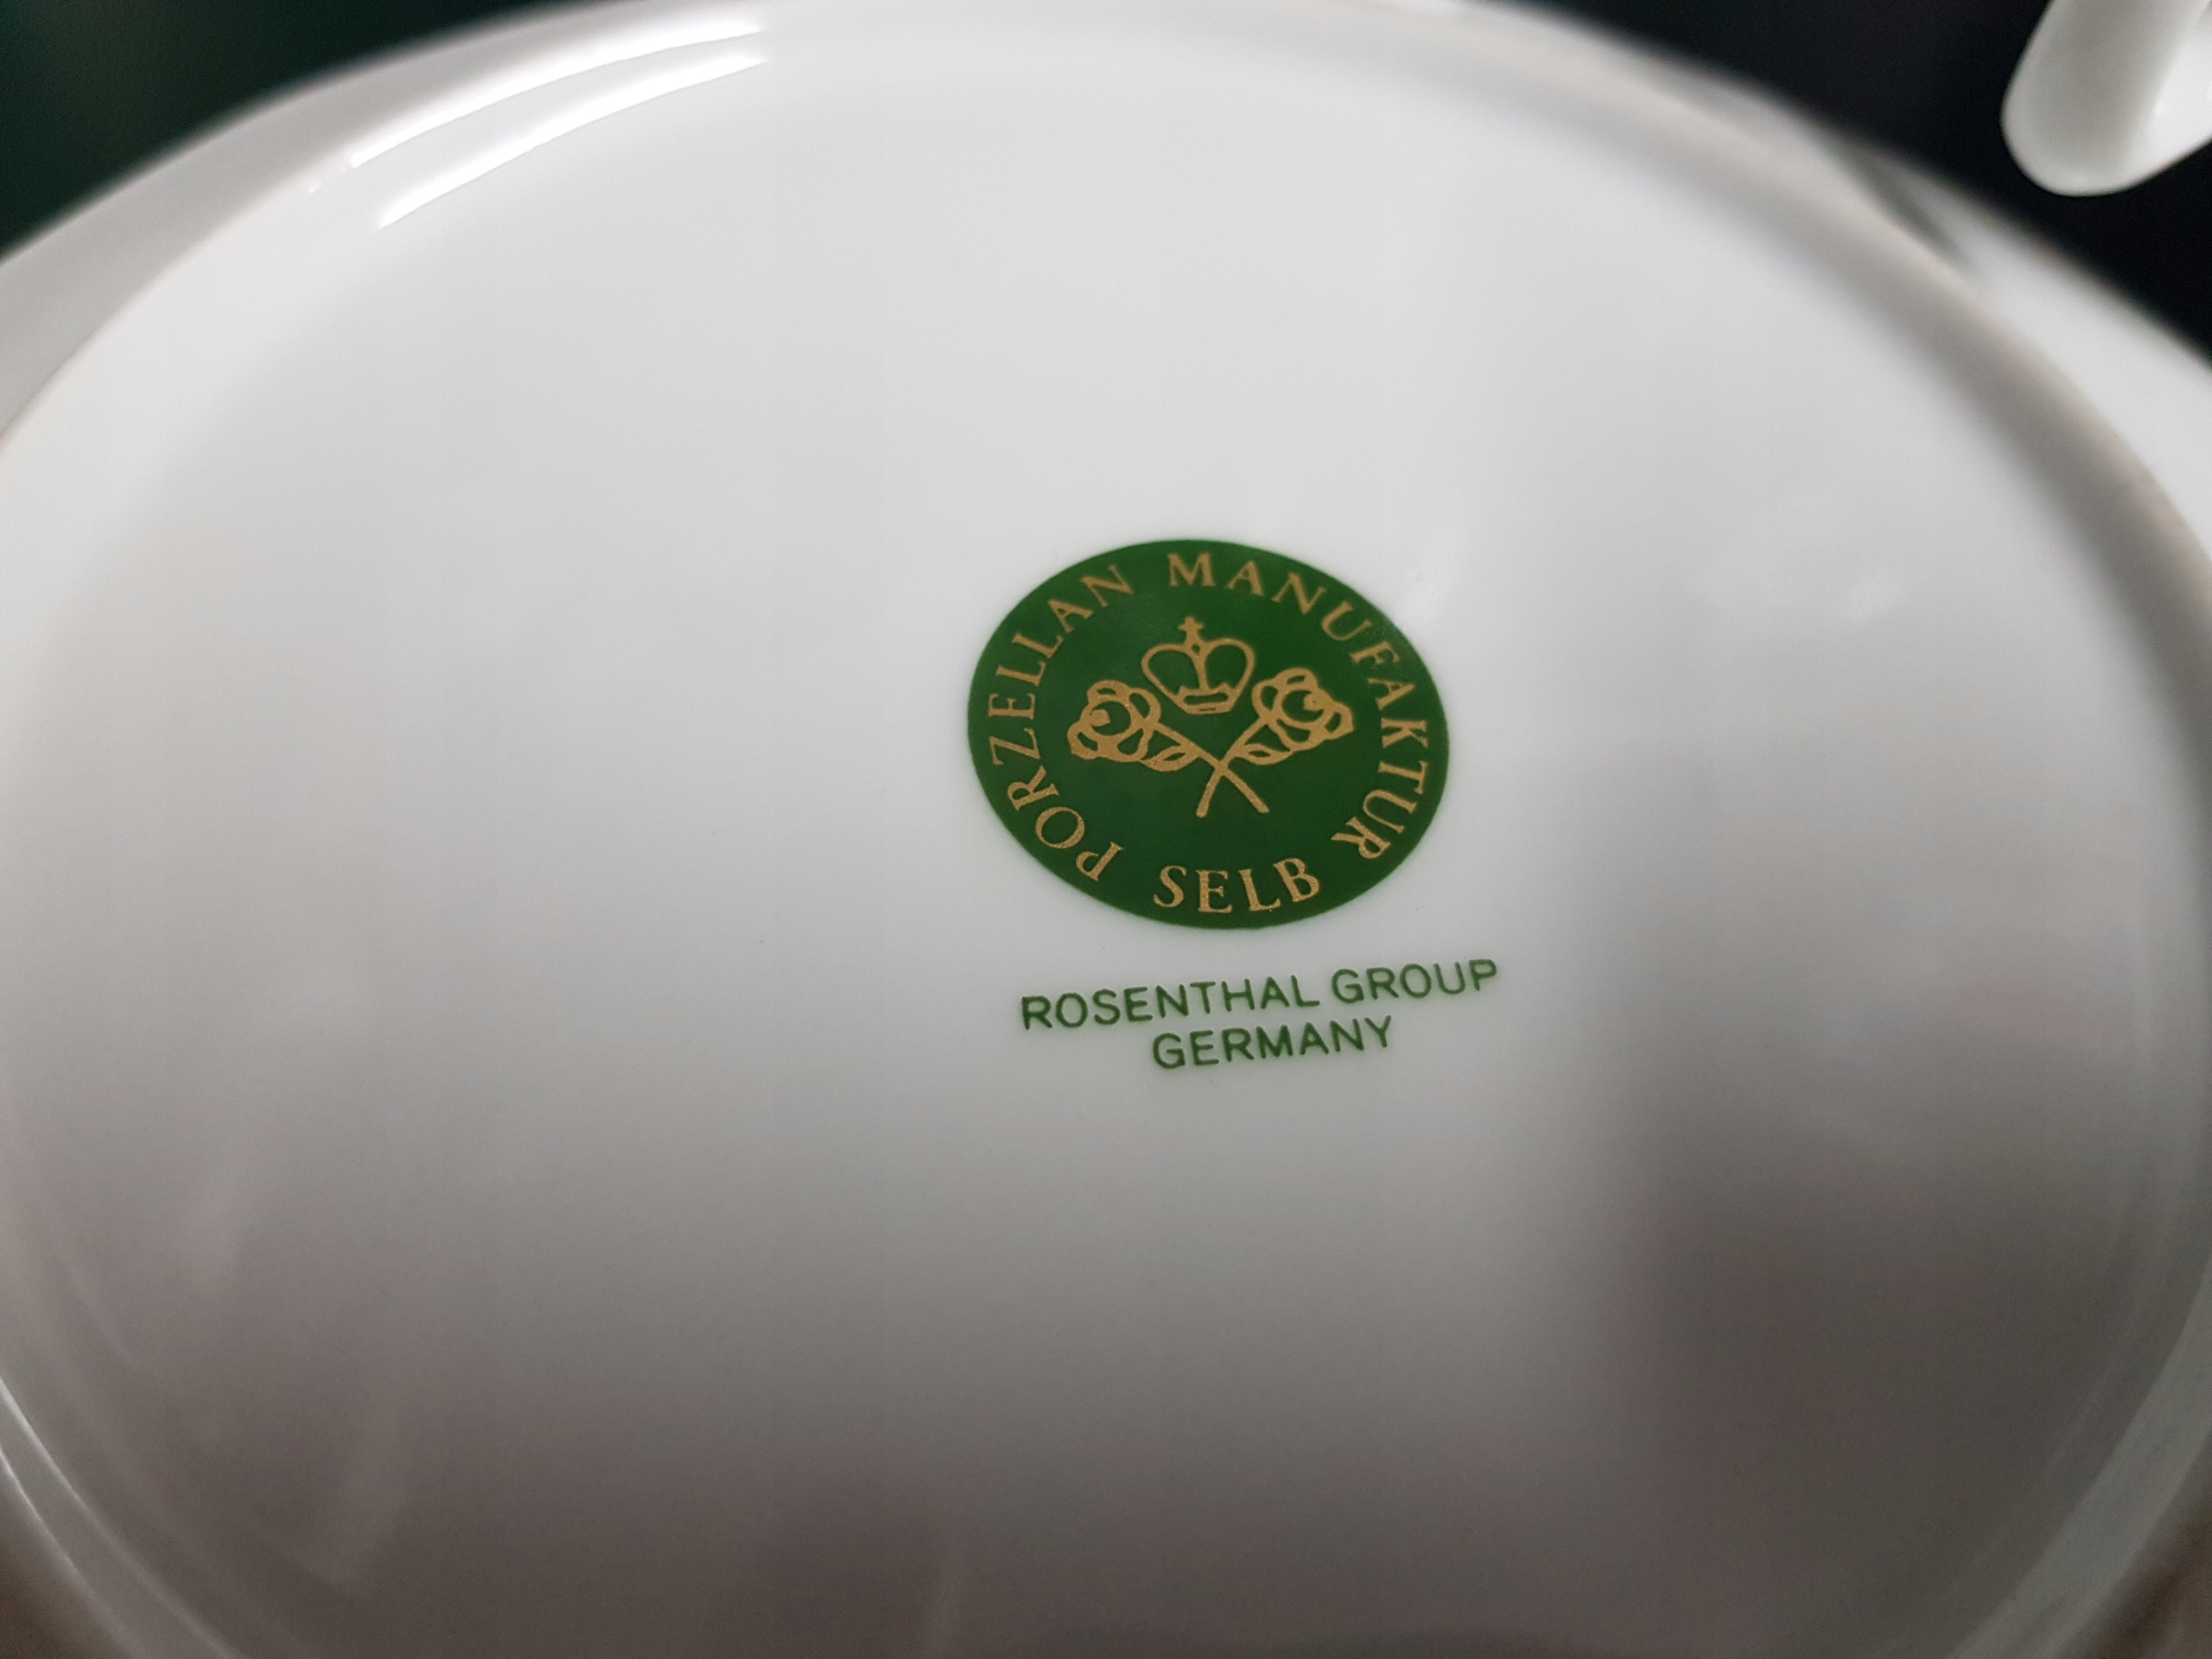 PORZELLAN MANUFAKTUR
SELB
ROSENTHAL GROUP
GERMANY